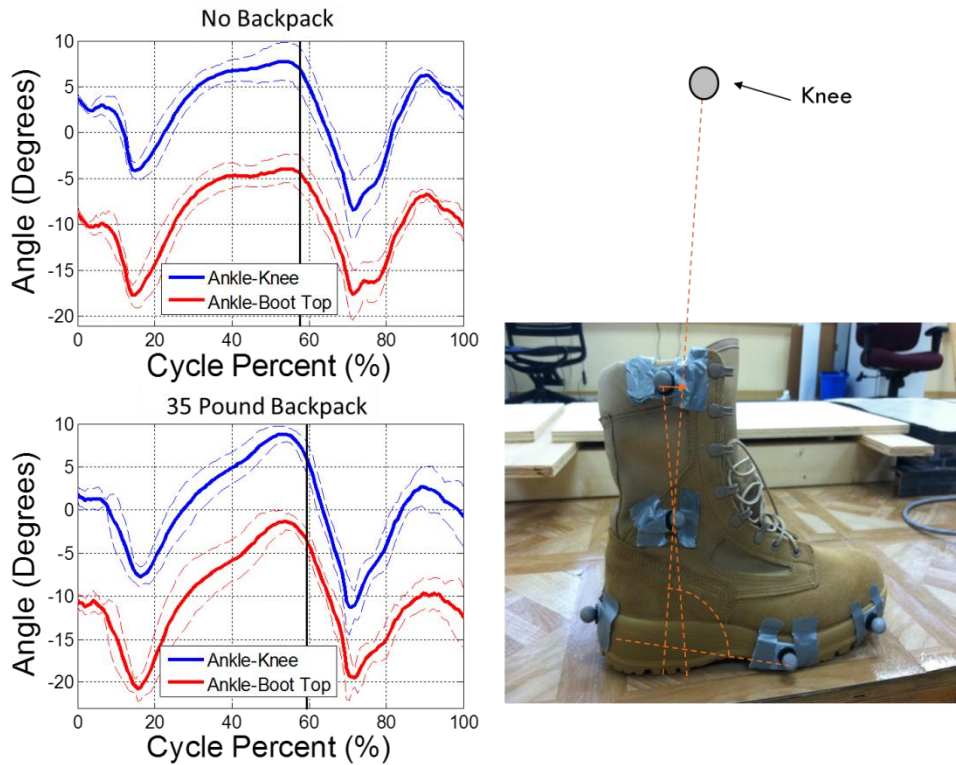 No Backpack
10
5
0
-5
-10
-15
-20
Angle (Degrees)
Ankle-Knee
Ankle-Boot Top
0 20 40 60 80 100
Cycle Percent (%)
35 Pound Backpack
10
5
0
-5
-10
-15
-20
Angle (Degrees)
Ankle-Knee
Ankle-Boot Top
0 20 40 60 80 100
Cycle Percent (%)
Knee